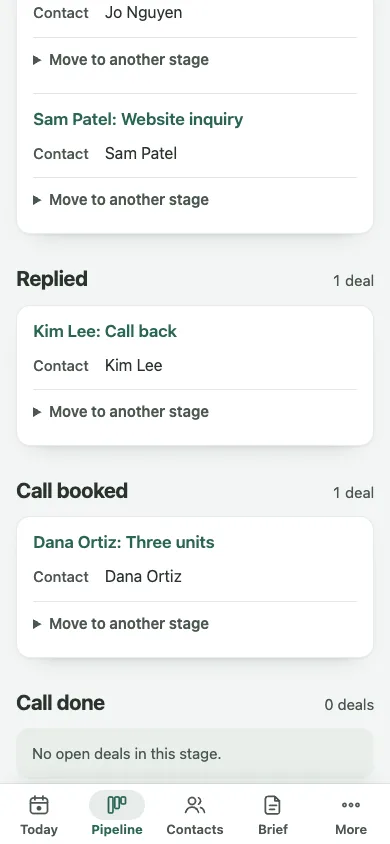 Contact Jo Nguyen
Move to another stage
Sam Patel: Website inquiry
Contact Sam Patel
Move to another stage
Replied 1 deal
Kim Lee: Call back
Contact Kim Lee
Move to another stage
Call booked 1 deal
Dana Ortiz: Three units
Contact Dana Ortiz
Move to another stage
Call done 0 deals
No open deals in this stage.
Today Pipeline Contacts Brief More